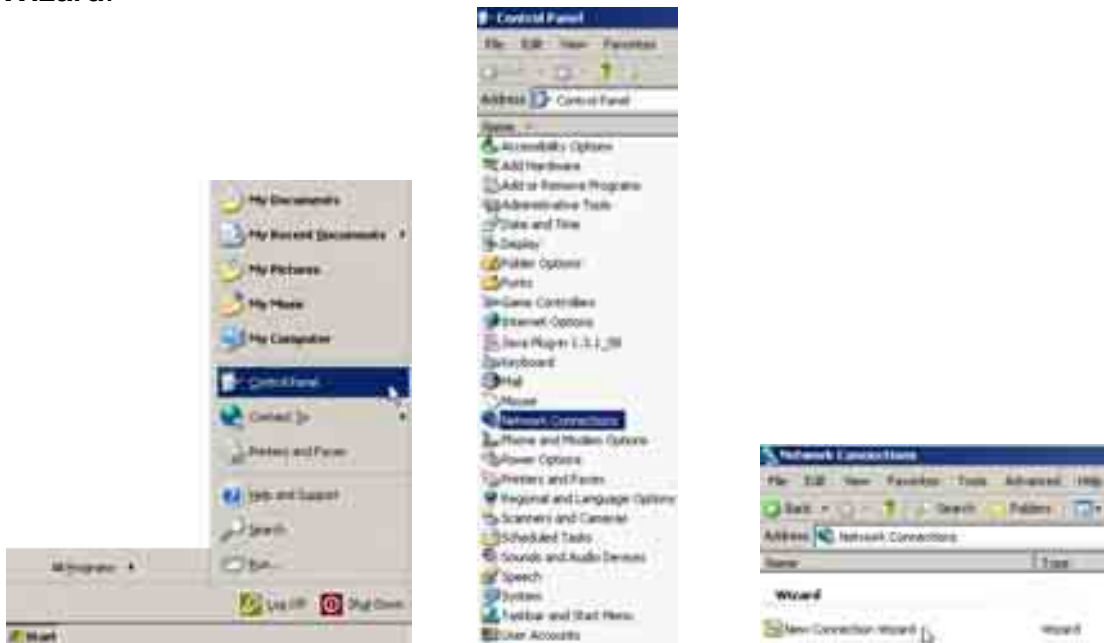 Wizard.
My Documents
My Recent Documents
My Pictures
My Music
My Computer
Control Panel
Connect To
Printers and Faxes
Help and Support
Search
Run...
All Programs
Log Off Shut Down
Start
Control Panel
File Edit View Favorites
Address Control Panel
Name
Accessibility Options
Add Hardware
Add or Remove Programs
Administrative Tools
Date and Time
Display
Folder Options
Fonts
Game Controllers
Internet Options
Java Plug-in 1.3.1_08
Keyboard
Mail
Mouse
Network Connections
Phone and Modem Options
Power Options
Printers and Faxes
Regional and Language Options
Scanners and Cameras
Scheduled Tasks
Sounds and Audio Devices
Speech
System
Taskbar and Start Menu
User Accounts
Network Connections
File Edit View Favorites Tools Advanced Help
Back Search Folders
Address Network Connections
Name Type
Wizard
New Connection Wizard Wizard